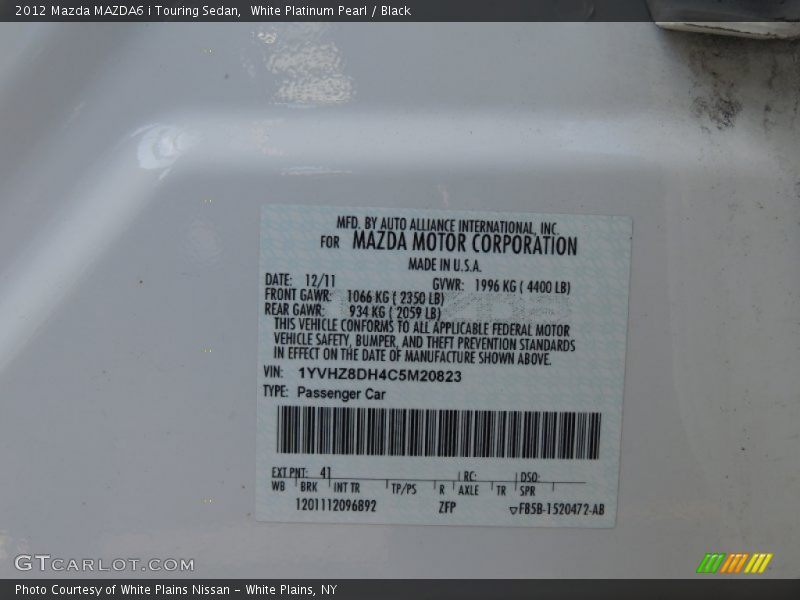 2012 Mazda MAZDA6 i Touring Sedan,  White Platinum Pearl / Black
MFD. BY AUTO ALLIANCE INTERNATIONAL, INC.
FOR MAZDA MOTOR CORPORATION
MADE IN U.S.A.
DATE: 12/11 GVWR: 1996 KG ( 4400 LB)
FRONT GAWR: 1066 KG ( 2350 LB)
REAR GAWR: 934 KG ( 2059 LB)
THIS VEHICLE CONFORMS TO ALL APPLICABLE FEDERAL MOTOR
VEHICLE SAFETY, BUMPER, AND THEFT PREVENTION STANDARDS
IN EFFECT ON THE DATE OF MANUFACTURE SHOWN ABOVE.
VIN: 1YVHZ8DH4C5M20823
TYPE: Passenger Car
EXT PNT: 41 RC: DSO:
WB BRK INT TR TP/PS R AXLE TR SPR
1201112096892 ZFP FB5B-1520472-AB
GTCARLOT.COM
Photo Courtesy of White Plains Nissan - White Plains, NY